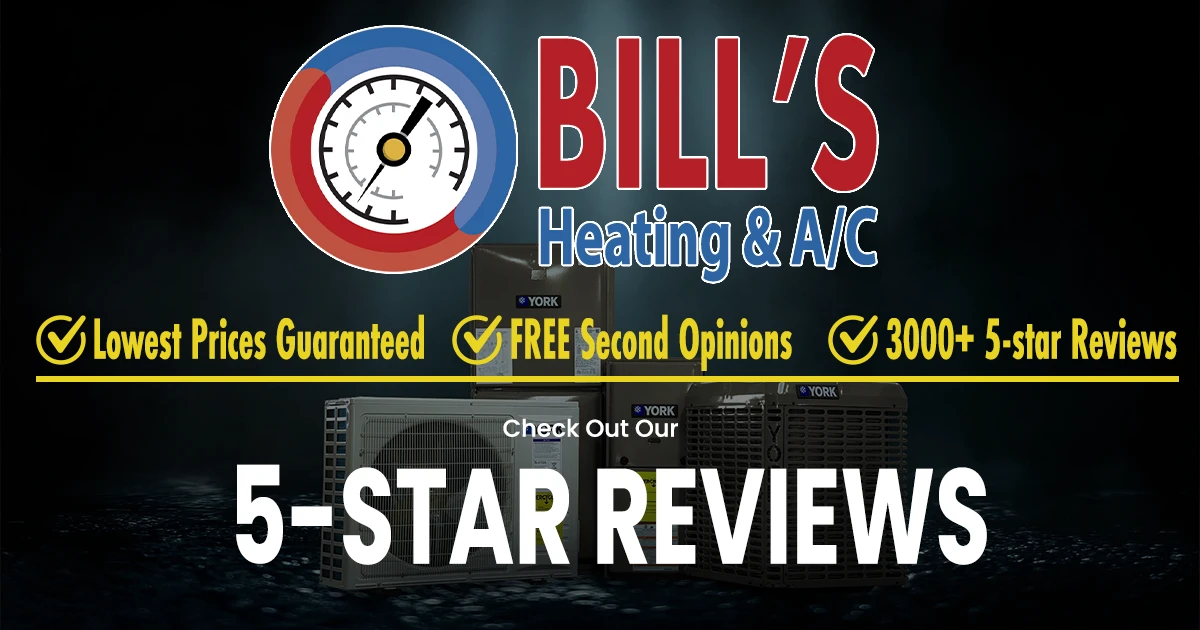 BILL'S
Heating & A/C
YORK
Lowest Prices Guaranteed
FREE Second Opinions
3000+ 5-star Reviews
YORK
YORK
YORK
Check Out Our
5-STAR REVIEWS